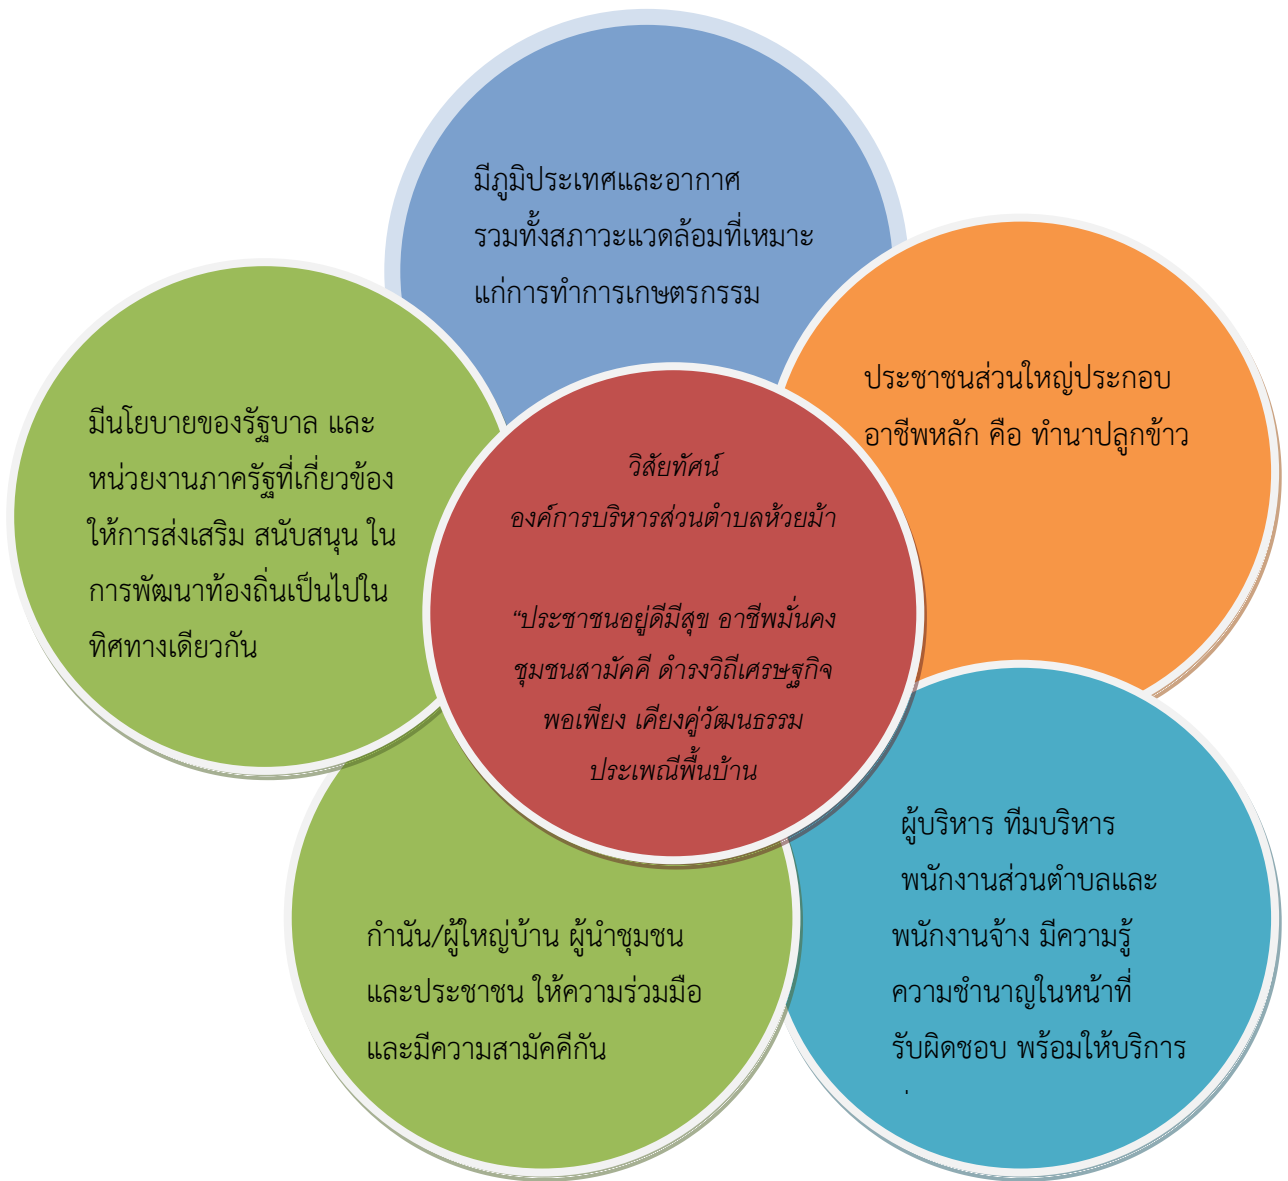 มีภูมิประเทศและอากาศ
รวมทั้งสภาวะแวดล้อมที่เหมาะ
แก่การทำการเกษตรกรรม
ประชาชนส่วนใหญ่ประกอบ
อาชีพหลัก คือ ทำนาปลูกข้าว
มีนโยบายของรัฐบาล และ
หน่วยงานภาครัฐที่เกี่ยวข้อง
ให้การส่งเสริม สนับสนุน ใน
การพัฒนาท้องถิ่นเป็นไปใน
ทิศทางเดียวกัน
วิสัยทัศน์
องค์การบริหารส่วนตำบลห้วยม้า
“ประชาชนอยู่ดีมีสุข อาชีพมั่นคง
ชุมชนสามัคคี ดำรงวิถีเศรษฐกิจ
พอเพียง เคียงคู่วัฒนธรรม
ประเพณีพื้นบ้าน
ผู้บริหาร ทีมบริหาร
พนักงานส่วนตำบลและ
พนักงานจ้าง มีความรู้
ความชำนาญในหน้าที่
รับผิดชอบ พร้อมให้บริการ
กำนัน/ผู้ใหญ่บ้าน ผู้นำชุมชน
และประชาชน ให้ความร่วมมือ
และมีความสามัคคีกัน